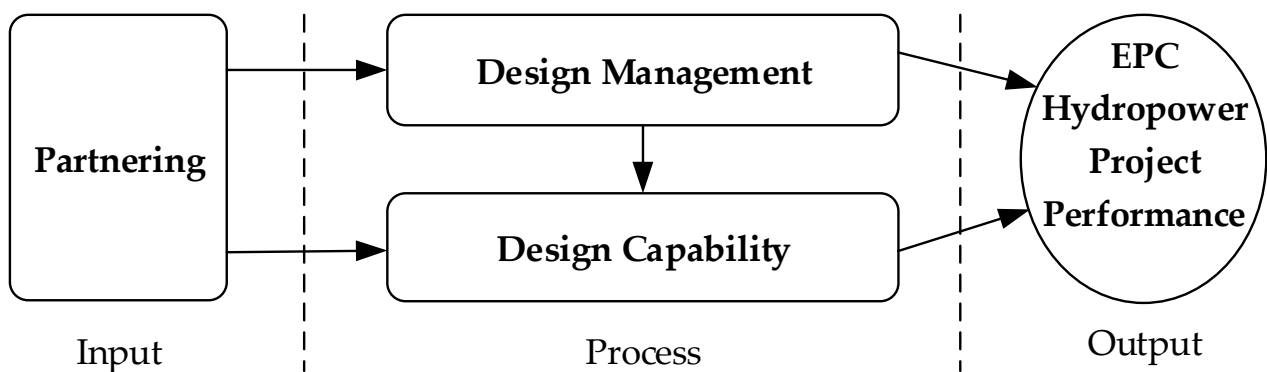 Partnering
Design Management
Design Capability
EPC
Hydropower
Project
Performance
Input
Process
Output